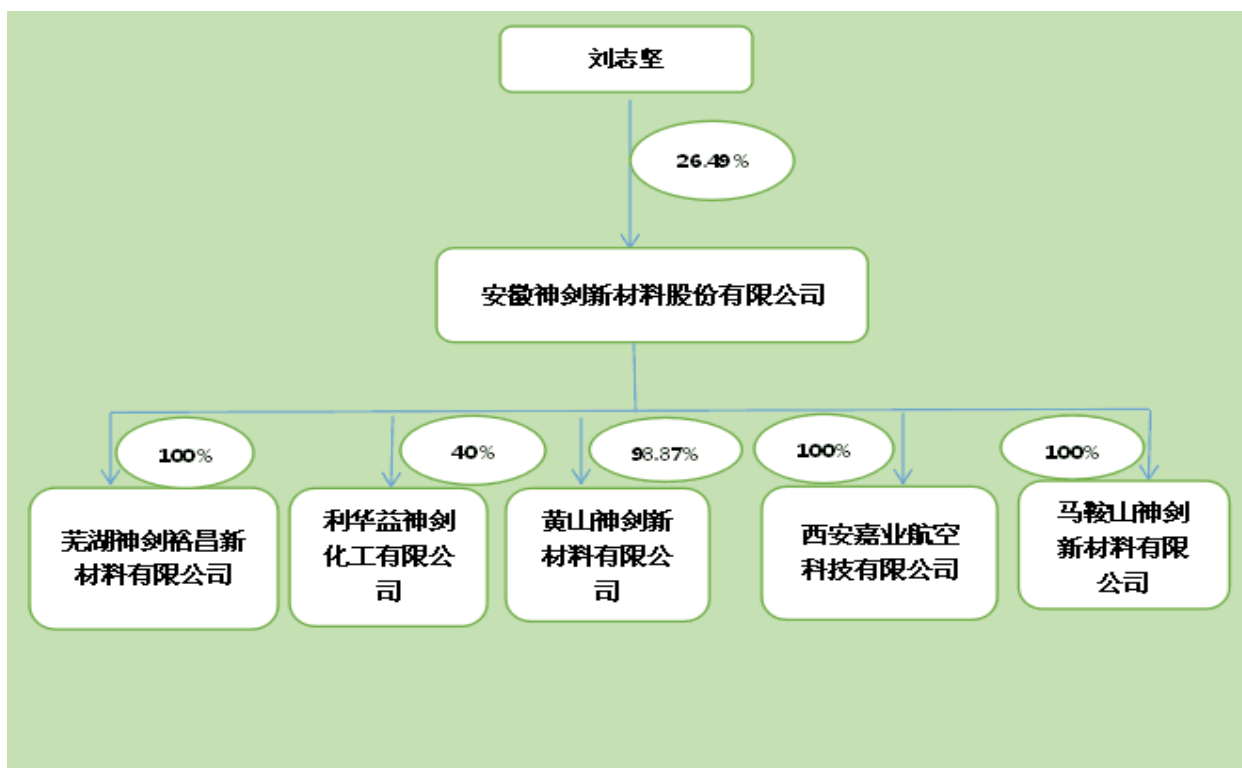 刘志坚
26.49%
安徽神剑新材料股份有限公司
100%
40%
98.87%
100%
100%
芜湖神剑裕昌新
材料有限公司
利华益神剑
化工有限公
司
黄山神剑新
材料有限公
司
西安嘉业航空
科技有限公司
马鞍山神剑
新材料有限
公司